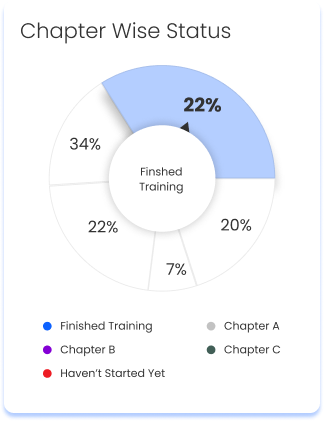 Chapter Wise Status
22%
34%
Finshed
Training
22%
20%
7%
Finished Training
Chapter A
Chapter B
Chapter C
Haven't Started Yet